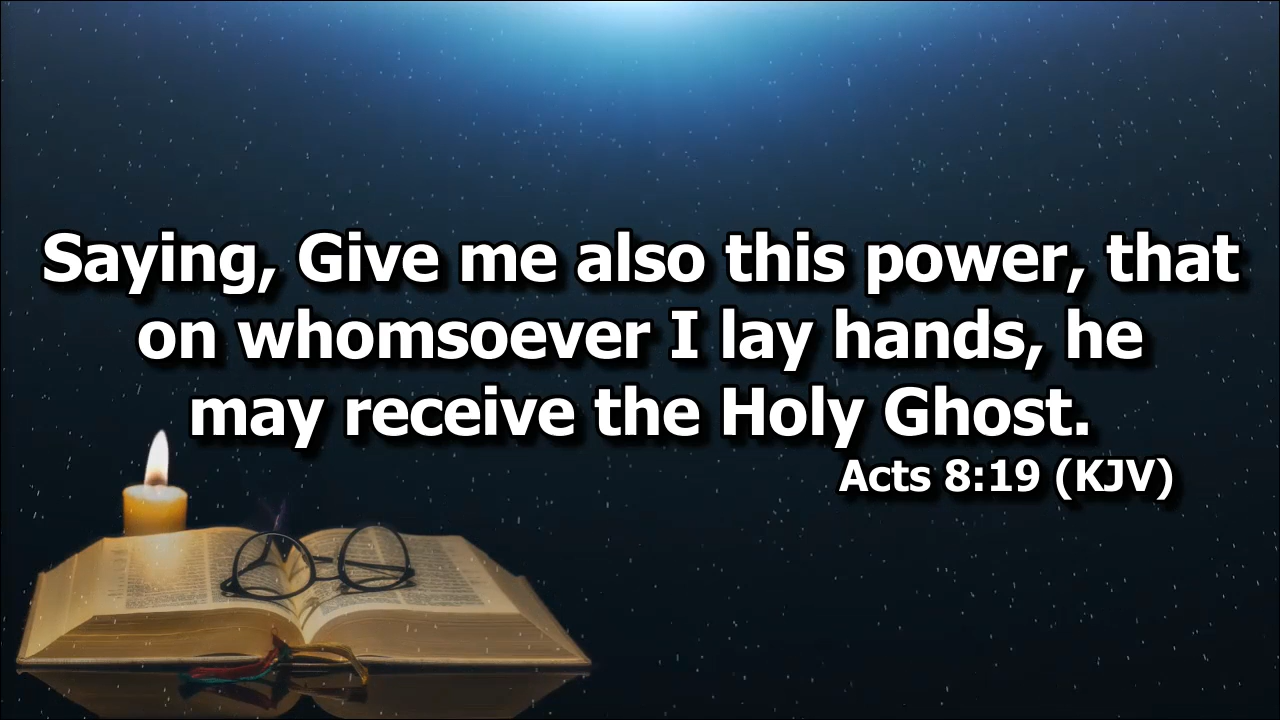 Saying, Give me also this power, that
on whomsoever I lay hands, he
may receive the Holy Ghost.
Acts 8:19 (KJV)